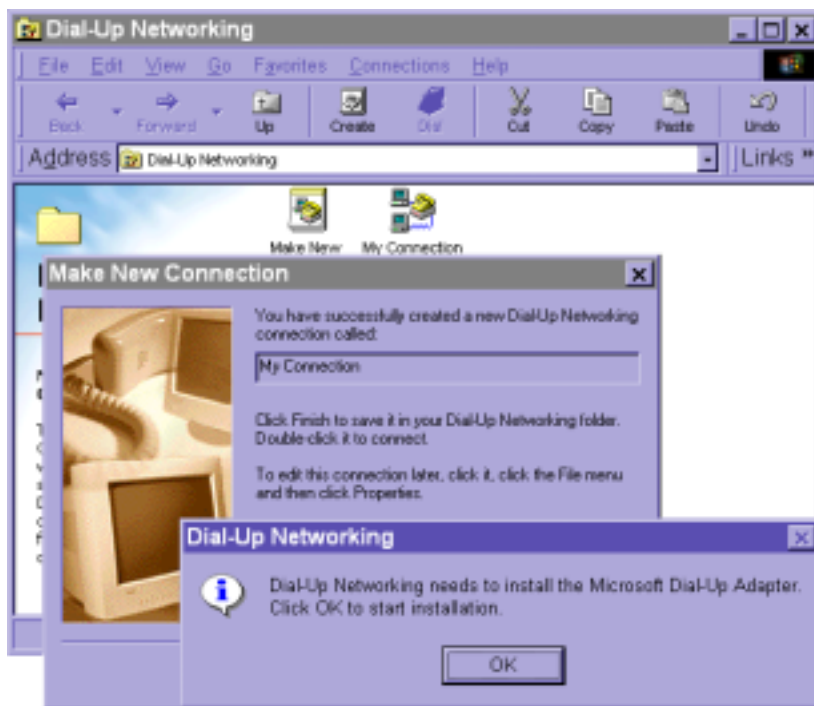 Dial-Up Networking
File Edit View Go Favorites Connections Help
Back Forward Up Create Dial Cut Copy Paste Undo
Address Dial-Up Networking Links »
Make New My Connection
Make New Connection
You have successfully created a new Dial-Up Networking
connection called:
My Connection
Click Finish to save it in your Dial-Up Networking folder.
Double-click it to connect.
To edit this connection later, click it, click the File menu
and then click Properties.
Dial-Up Networking
Dial-Up Networking needs to install the Microsoft Dial-Up Adapter.
Click OK to start installation.
OK